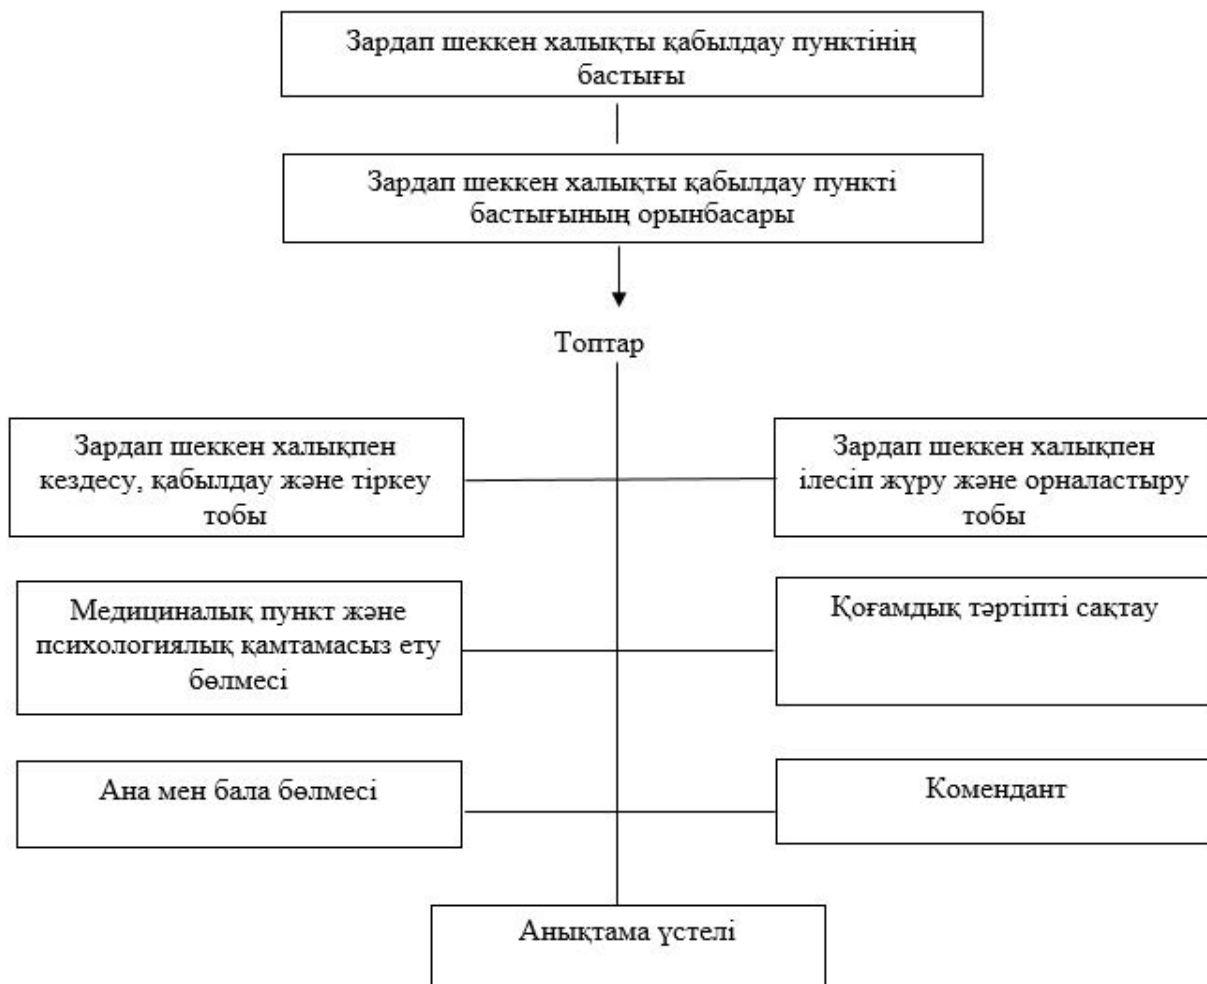 Зардап шеккен халықты қабылдау пунктінің
бастығы
Зардап шеккен халықты қабылдау пункті
бастығының орынбасары
Топтар
Зардап шеккен халықпен
кездесу, қабылдау және тіркеу
тобы
Зардап шеккен халықпен
ілесіп жүру және орналастыру
тобы
Медициналық пункт және
психологиялық қамтамасыз ету
бөлмесі
Қоғамдық тәртіпті сақтау
Ана мен бала бөлмесі
Комендант
Анықтама үстелі